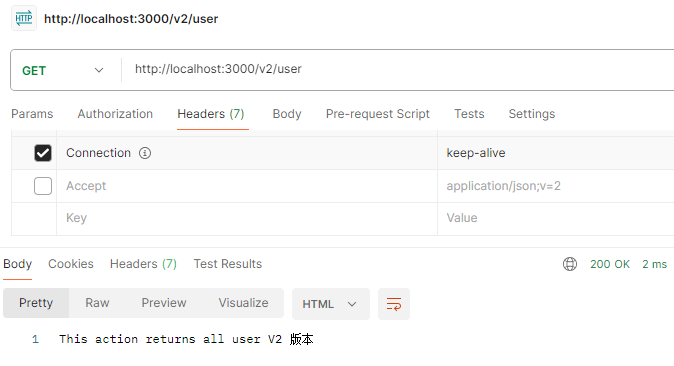 HTTP http://localhost:3000/v2/user
GET http://localhost:3000/v2/user
Params Authorization Headers (7) Body Pre-request Script Tests Settings
Connection keep-alive
Accept application/json;v=2
Key Value
Body Cookies Headers (7) Test Results 200 OK 2 ms
Pretty Raw Preview Visualize HTML
1 This action returns all user V2 版本